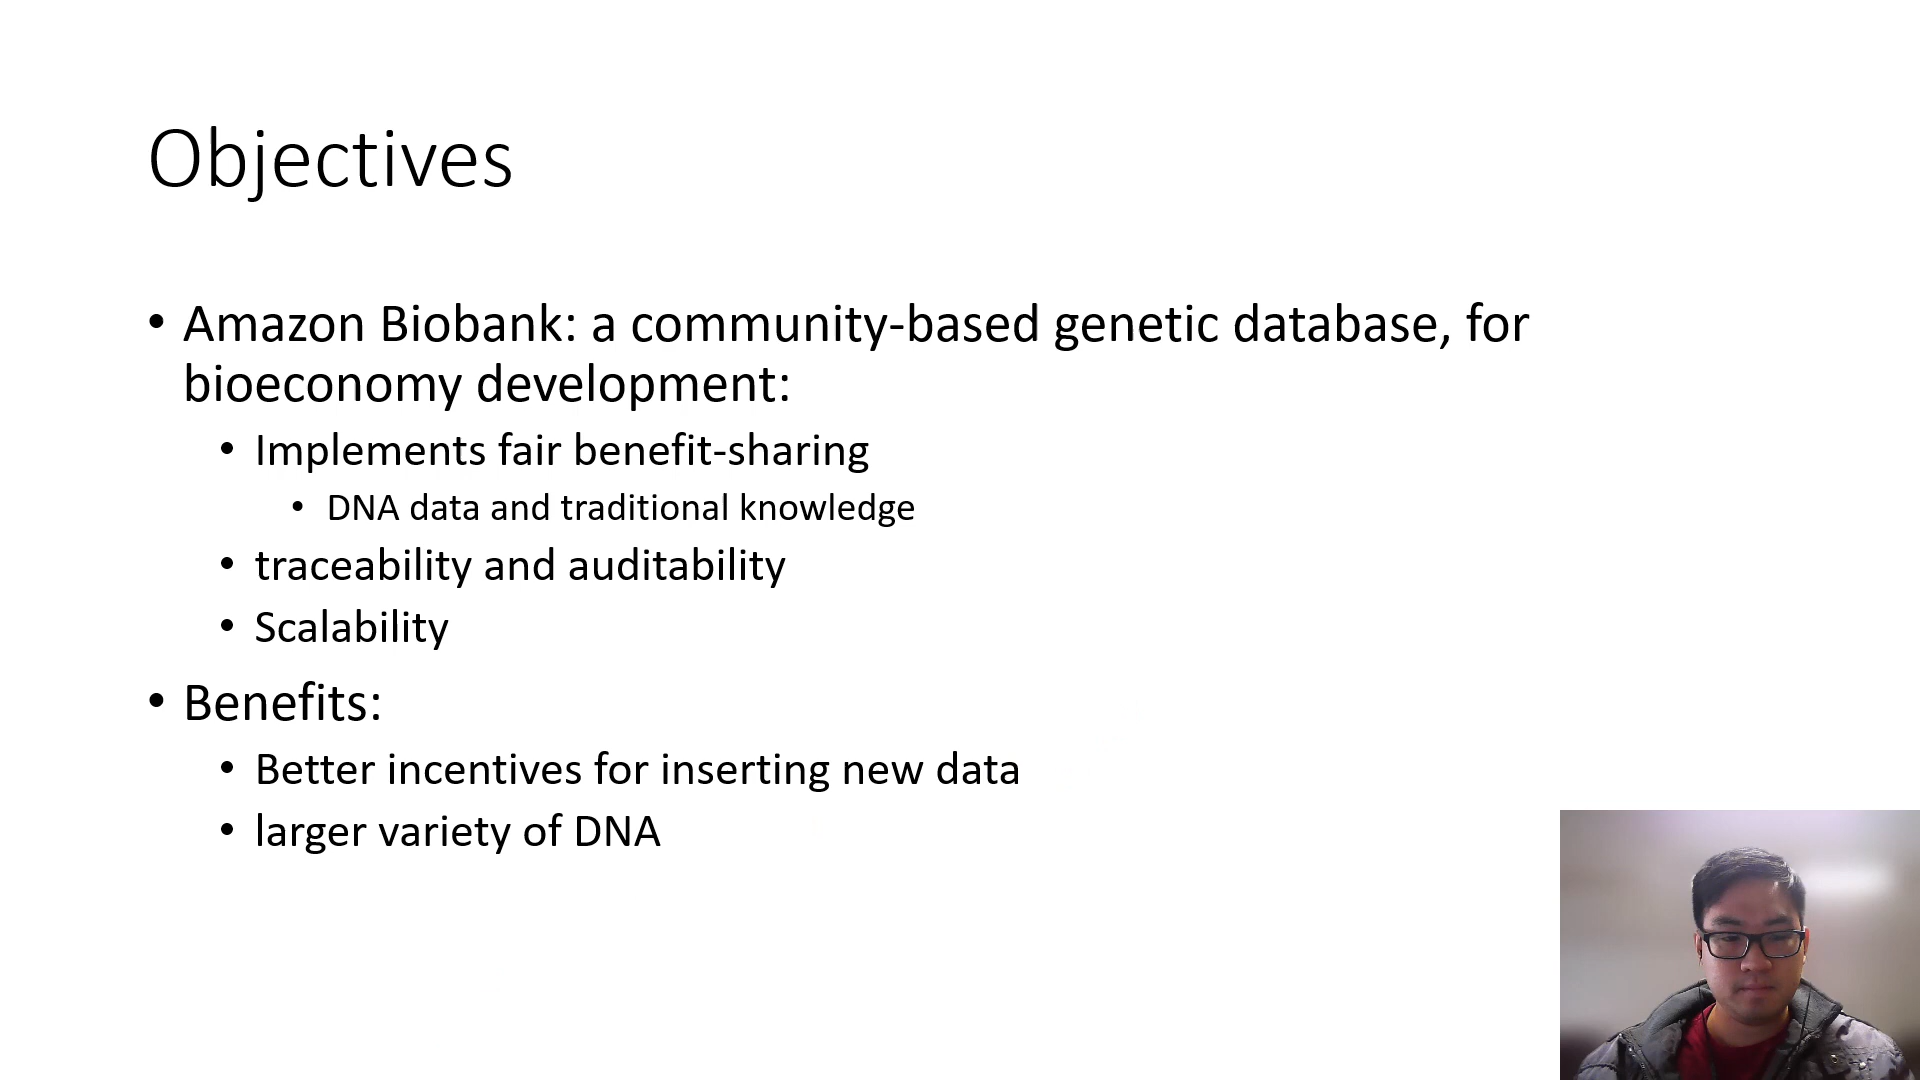 Objectives
• Amazon Biobank: a community-based genetic database, for
bioeconomy development:
• Implements fair benefit-sharing
• DNA data and traditional knowledge
• traceability and auditability
• Scalability
• Benefits:
• Better incentives for inserting new data
• larger variety of DNA